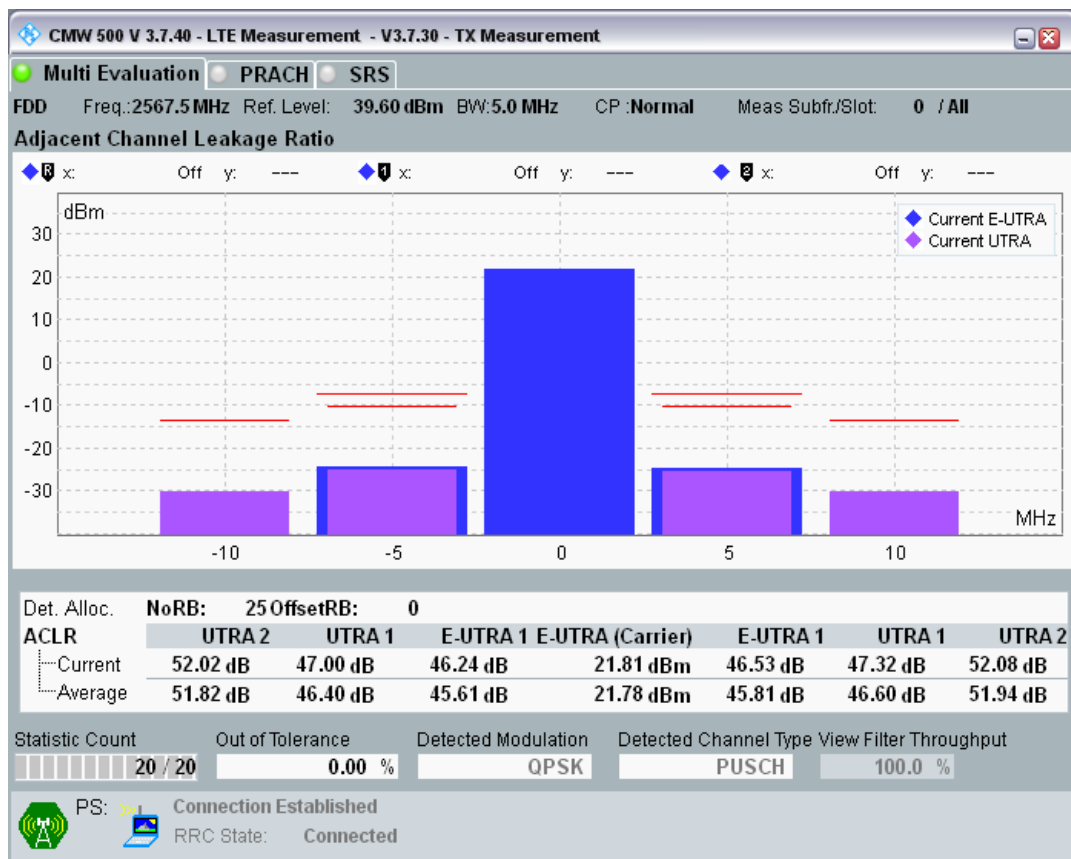 CMW 500 V 3.7.40 - LTE Measurement - V3.7.30 - TX Measurement
Multi Evaluation PRACH SRS
FDD Freq.:2567.5 MHz Ref. Level: 39.60 dBm BW:5.0 MHz CP :Normal Meas Subfr./Slot: 0 / All
Adjacent Channel Leakage Ratio
R x: Off y: --- 1 x: Off y: --- 2 x: Off y: ---
dBm
Current E-UTRA
Current UTRA
30
20
10
0
-10
-20
-30
MHz
-10 -5 0 5 10
Det. Alloc. NoRB: 25 OffsetRB: 0
ACLR UTRA 2 UTRA 1 E-UTRA 1 E-UTRA (Carrier) E-UTRA 1 UTRA 1 UTRA 2
Current 52.02 dB 47.00 dB 46.24 dB 21.81 dBm 46.53 dB 47.32 dB 52.08 dB
Average 51.82 dB 46.40 dB 45.61 dB 21.78 dBm 45.81 dB 46.60 dB 51.94 dB
Statistic Count Out of Tolerance Detected Modulation Detected Channel Type View Filter Throughput
20 / 20 0.00 % QPSK PUSCH 100.0 %
PS: Connection Established
RRC State: Connected